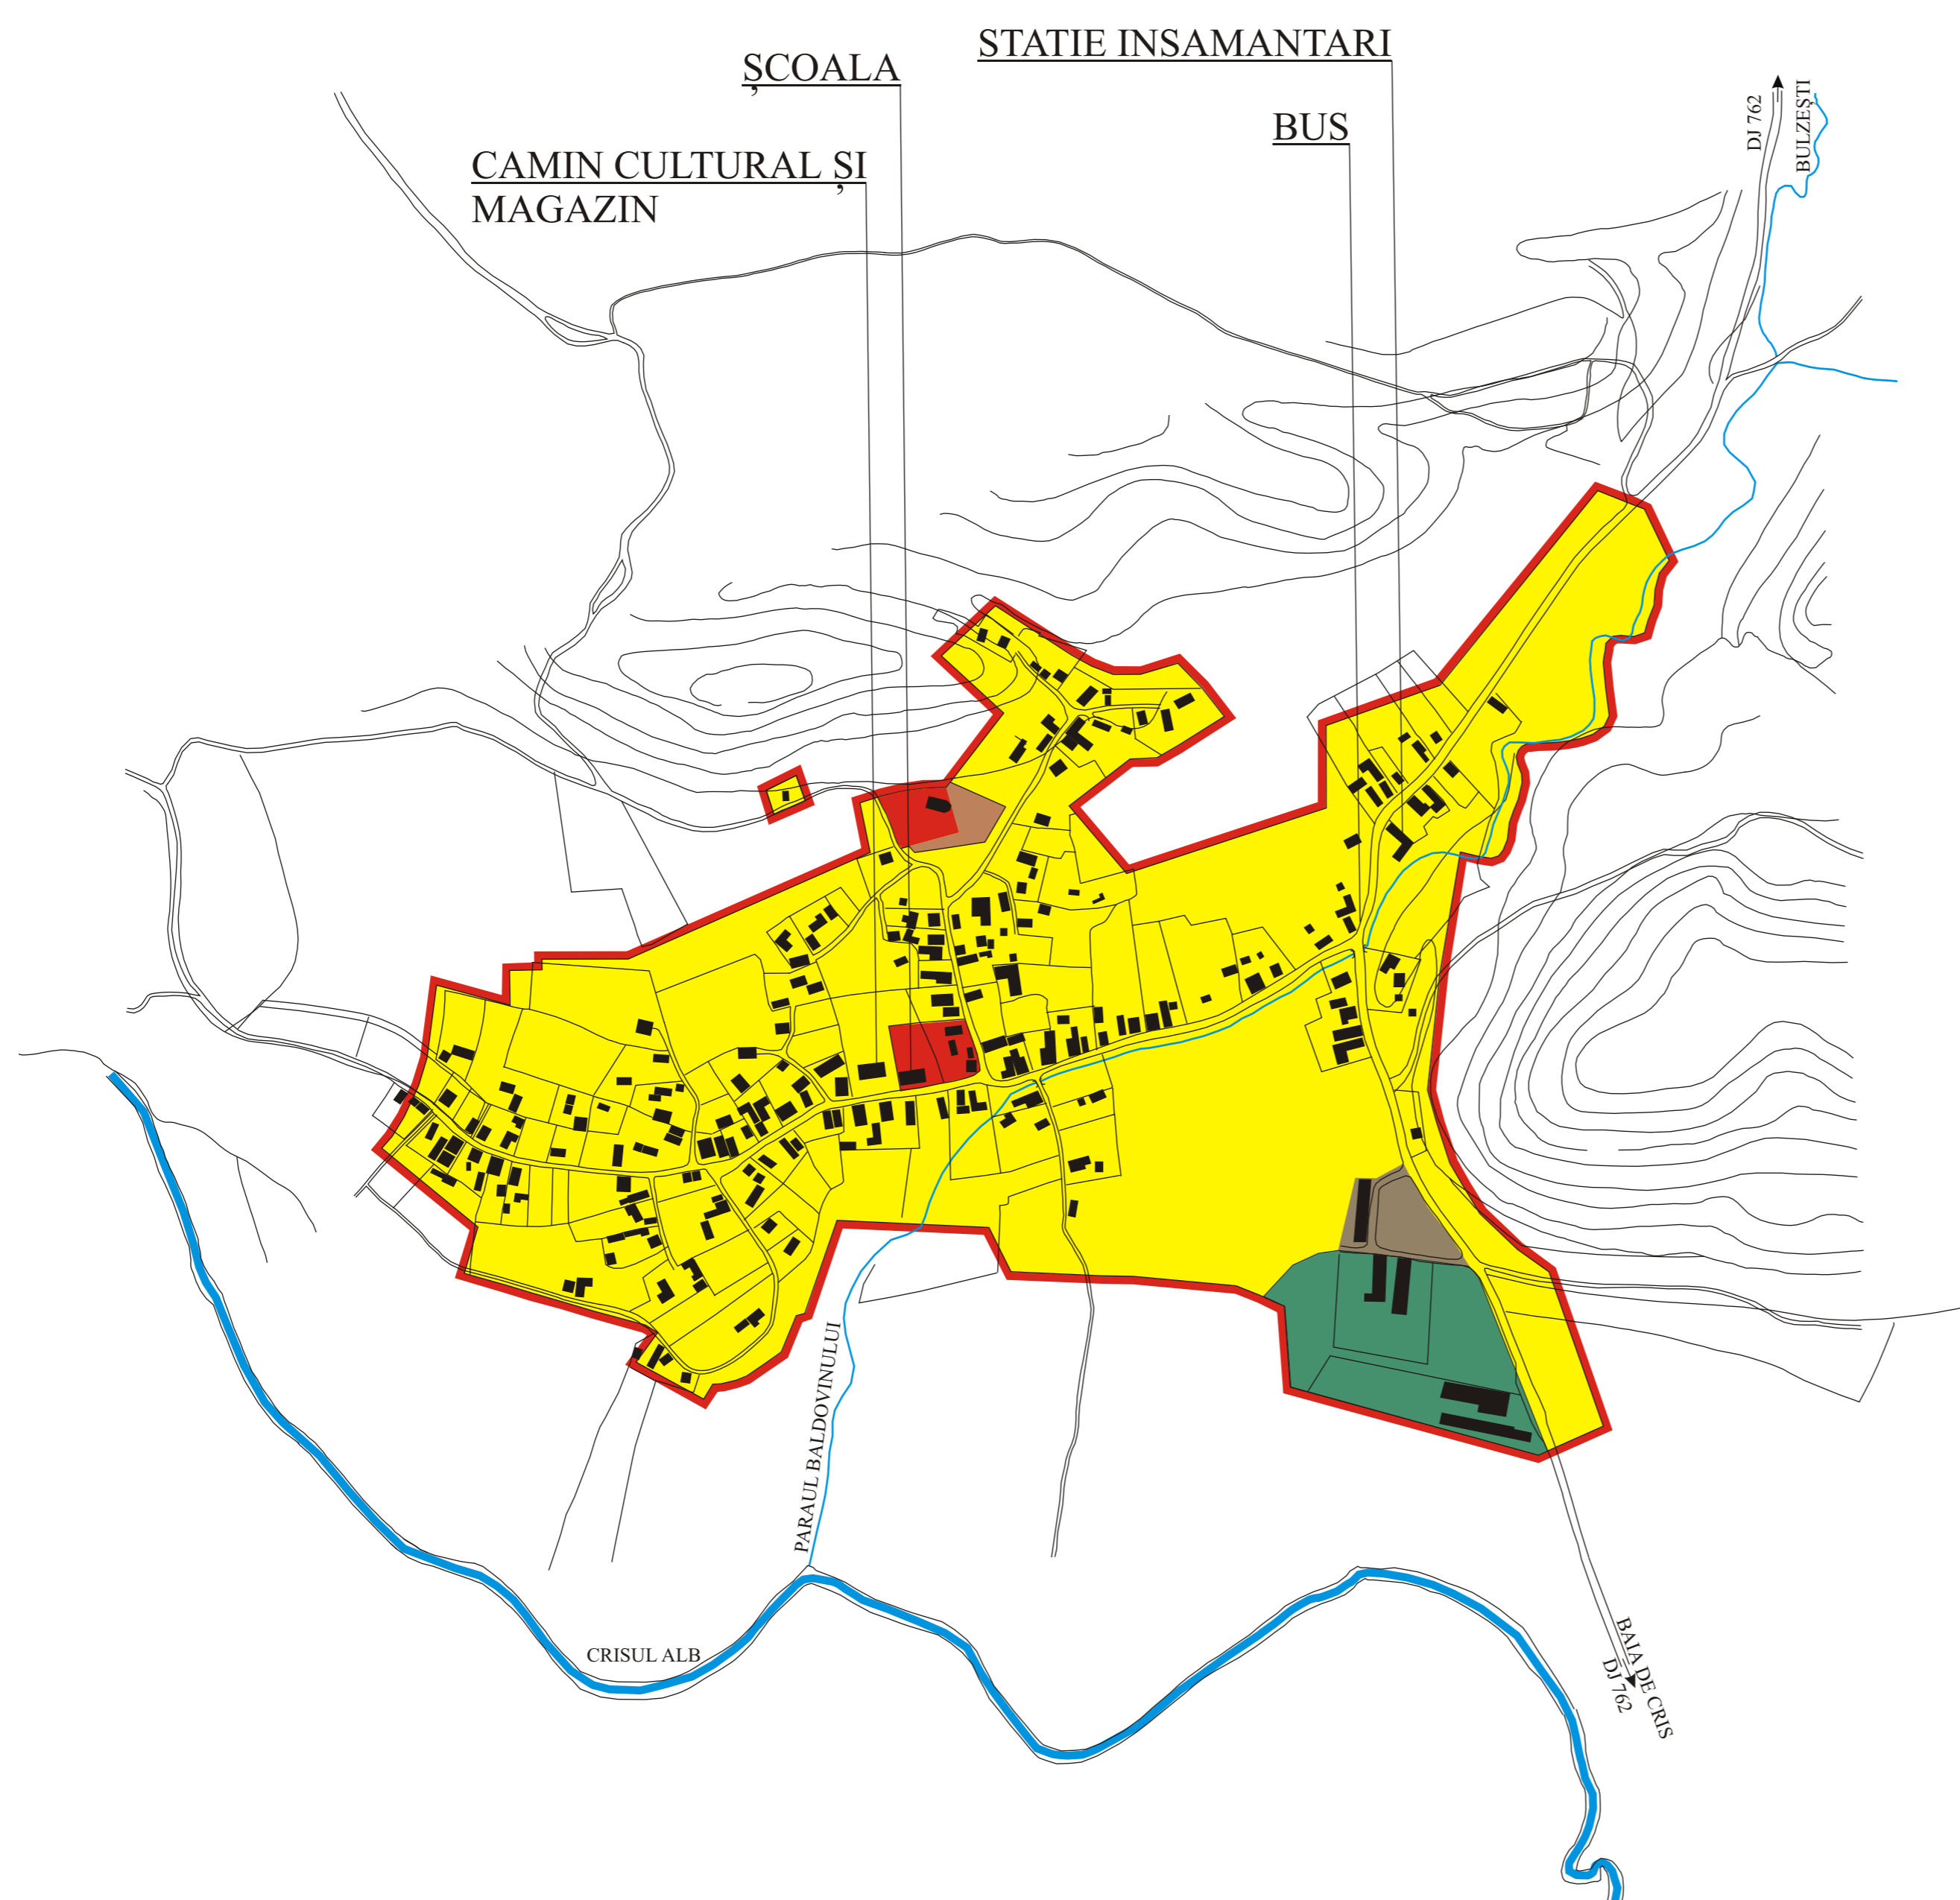 STATIE INSAMANTARI
ȘCOALA
BUS
CAMIN CULTURAL ȘI
MAGAZIN
DJ 762
BULZEȘTI
PARAUL BALDOVINULUI
CRISUL ALB
BAIA DE CRIS
DJ 762